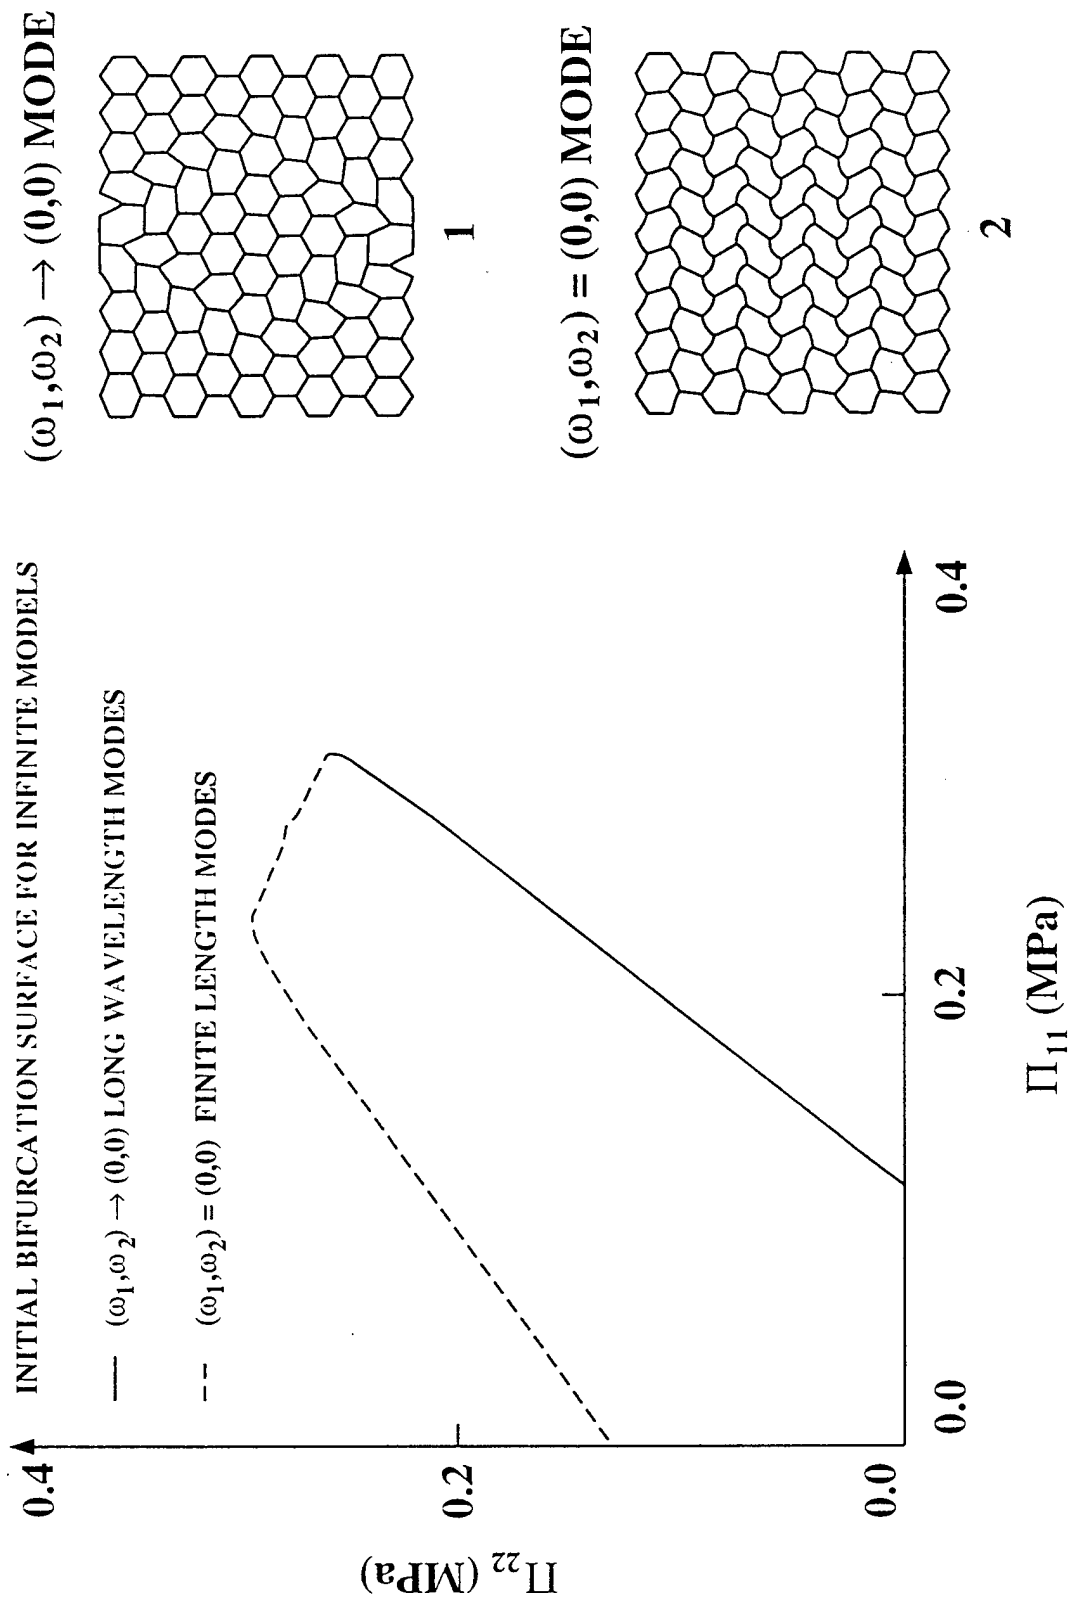 INITIAL BIFURCATION SURFACE FOR INFINITE MODELS
(ω1,ω2) → (0,0) LONG WAVELENGTH MODES
(ω1,ω2) = (0,0) FINITE LENGTH MODES
0.4
0.2
0.0
Π22 (MPa)
0.0
0.2
0.4
Π11 (MPa)
(ω1,ω2) → (0,0) MODE
1
(ω1,ω2) = (0,0) MODE
2